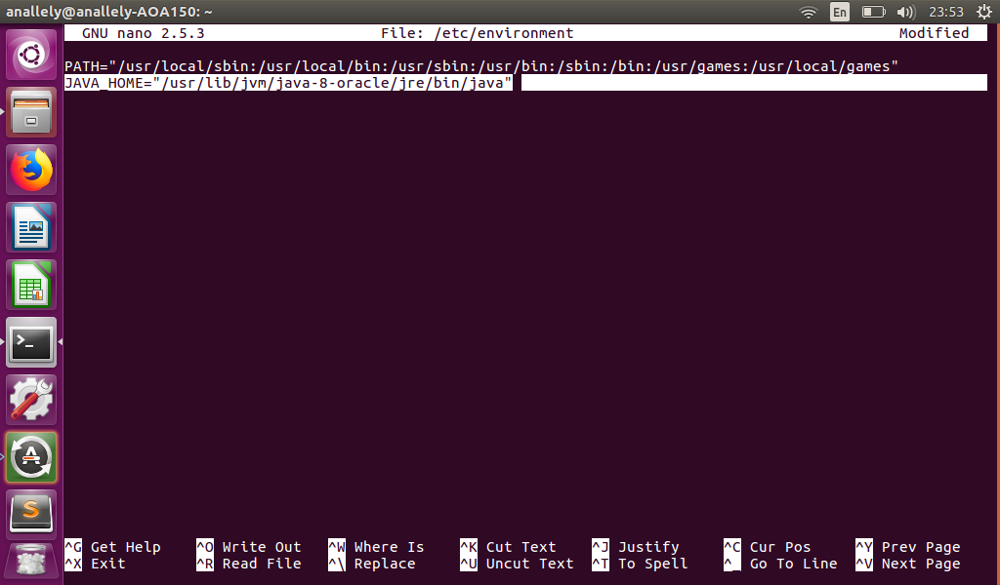 anallely@anallely-AOA150: ~ En 23:53
GNU nano 2.5.3 File: /etc/environment Modified
PATH="/usr/local/sbin:/usr/local/bin:/usr/sbin:/usr/bin:/sbin:/bin:/usr/games:/usr/local/games"
JAVA_HOME="/usr/lib/jvm/java-8-oracle/jre/bin/java"
^G Get Help ^O Write Out ^W Where Is ^K Cut Text ^J Justify ^C Cur Pos ^Y Prev Page
^X Exit ^R Read File ^\ Replace ^U Uncut Text ^T To Spell ^_ Go To Line ^V Next Page